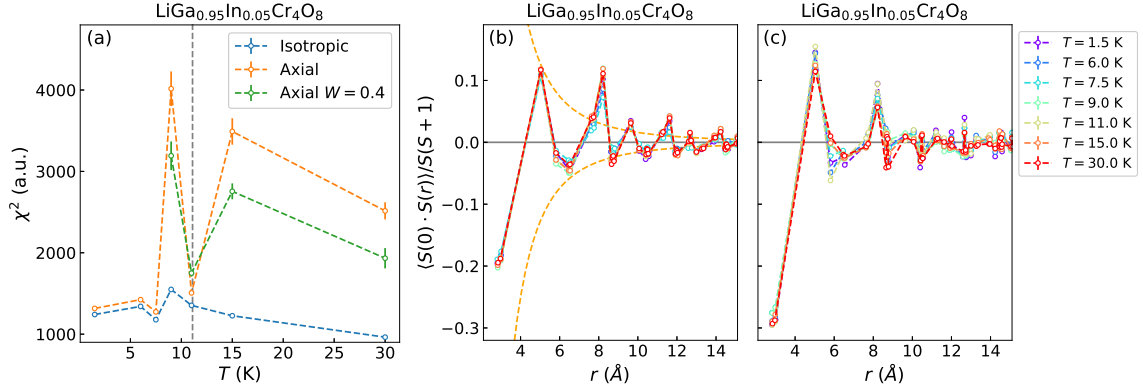 LiGa₀.₉₅In₀.₀₅Cr₄O₈
(a)
Isotropic
Axial
Axial W = 0.4
4000
3000
2000
1000
χ² (a.u.)
5 10 15 20 25 30
T (K)
LiGa₀.₉₅In₀.₀₅Cr₄O₈
(b)
0.1
0.0
−0.1
−0.2
−0.3
⟨S(0) · S(r)⟩/S(S + 1)
4 6 8 10 12 14
r (Å)
LiGa₀.₉₅In₀.₀₅Cr₄O₈
(c)
4 6 8 10 12 14
r (Å)
T = 1.5 K
T = 6.0 K
T = 7.5 K
T = 9.0 K
T = 11.0 K
T = 15.0 K
T = 30.0 K